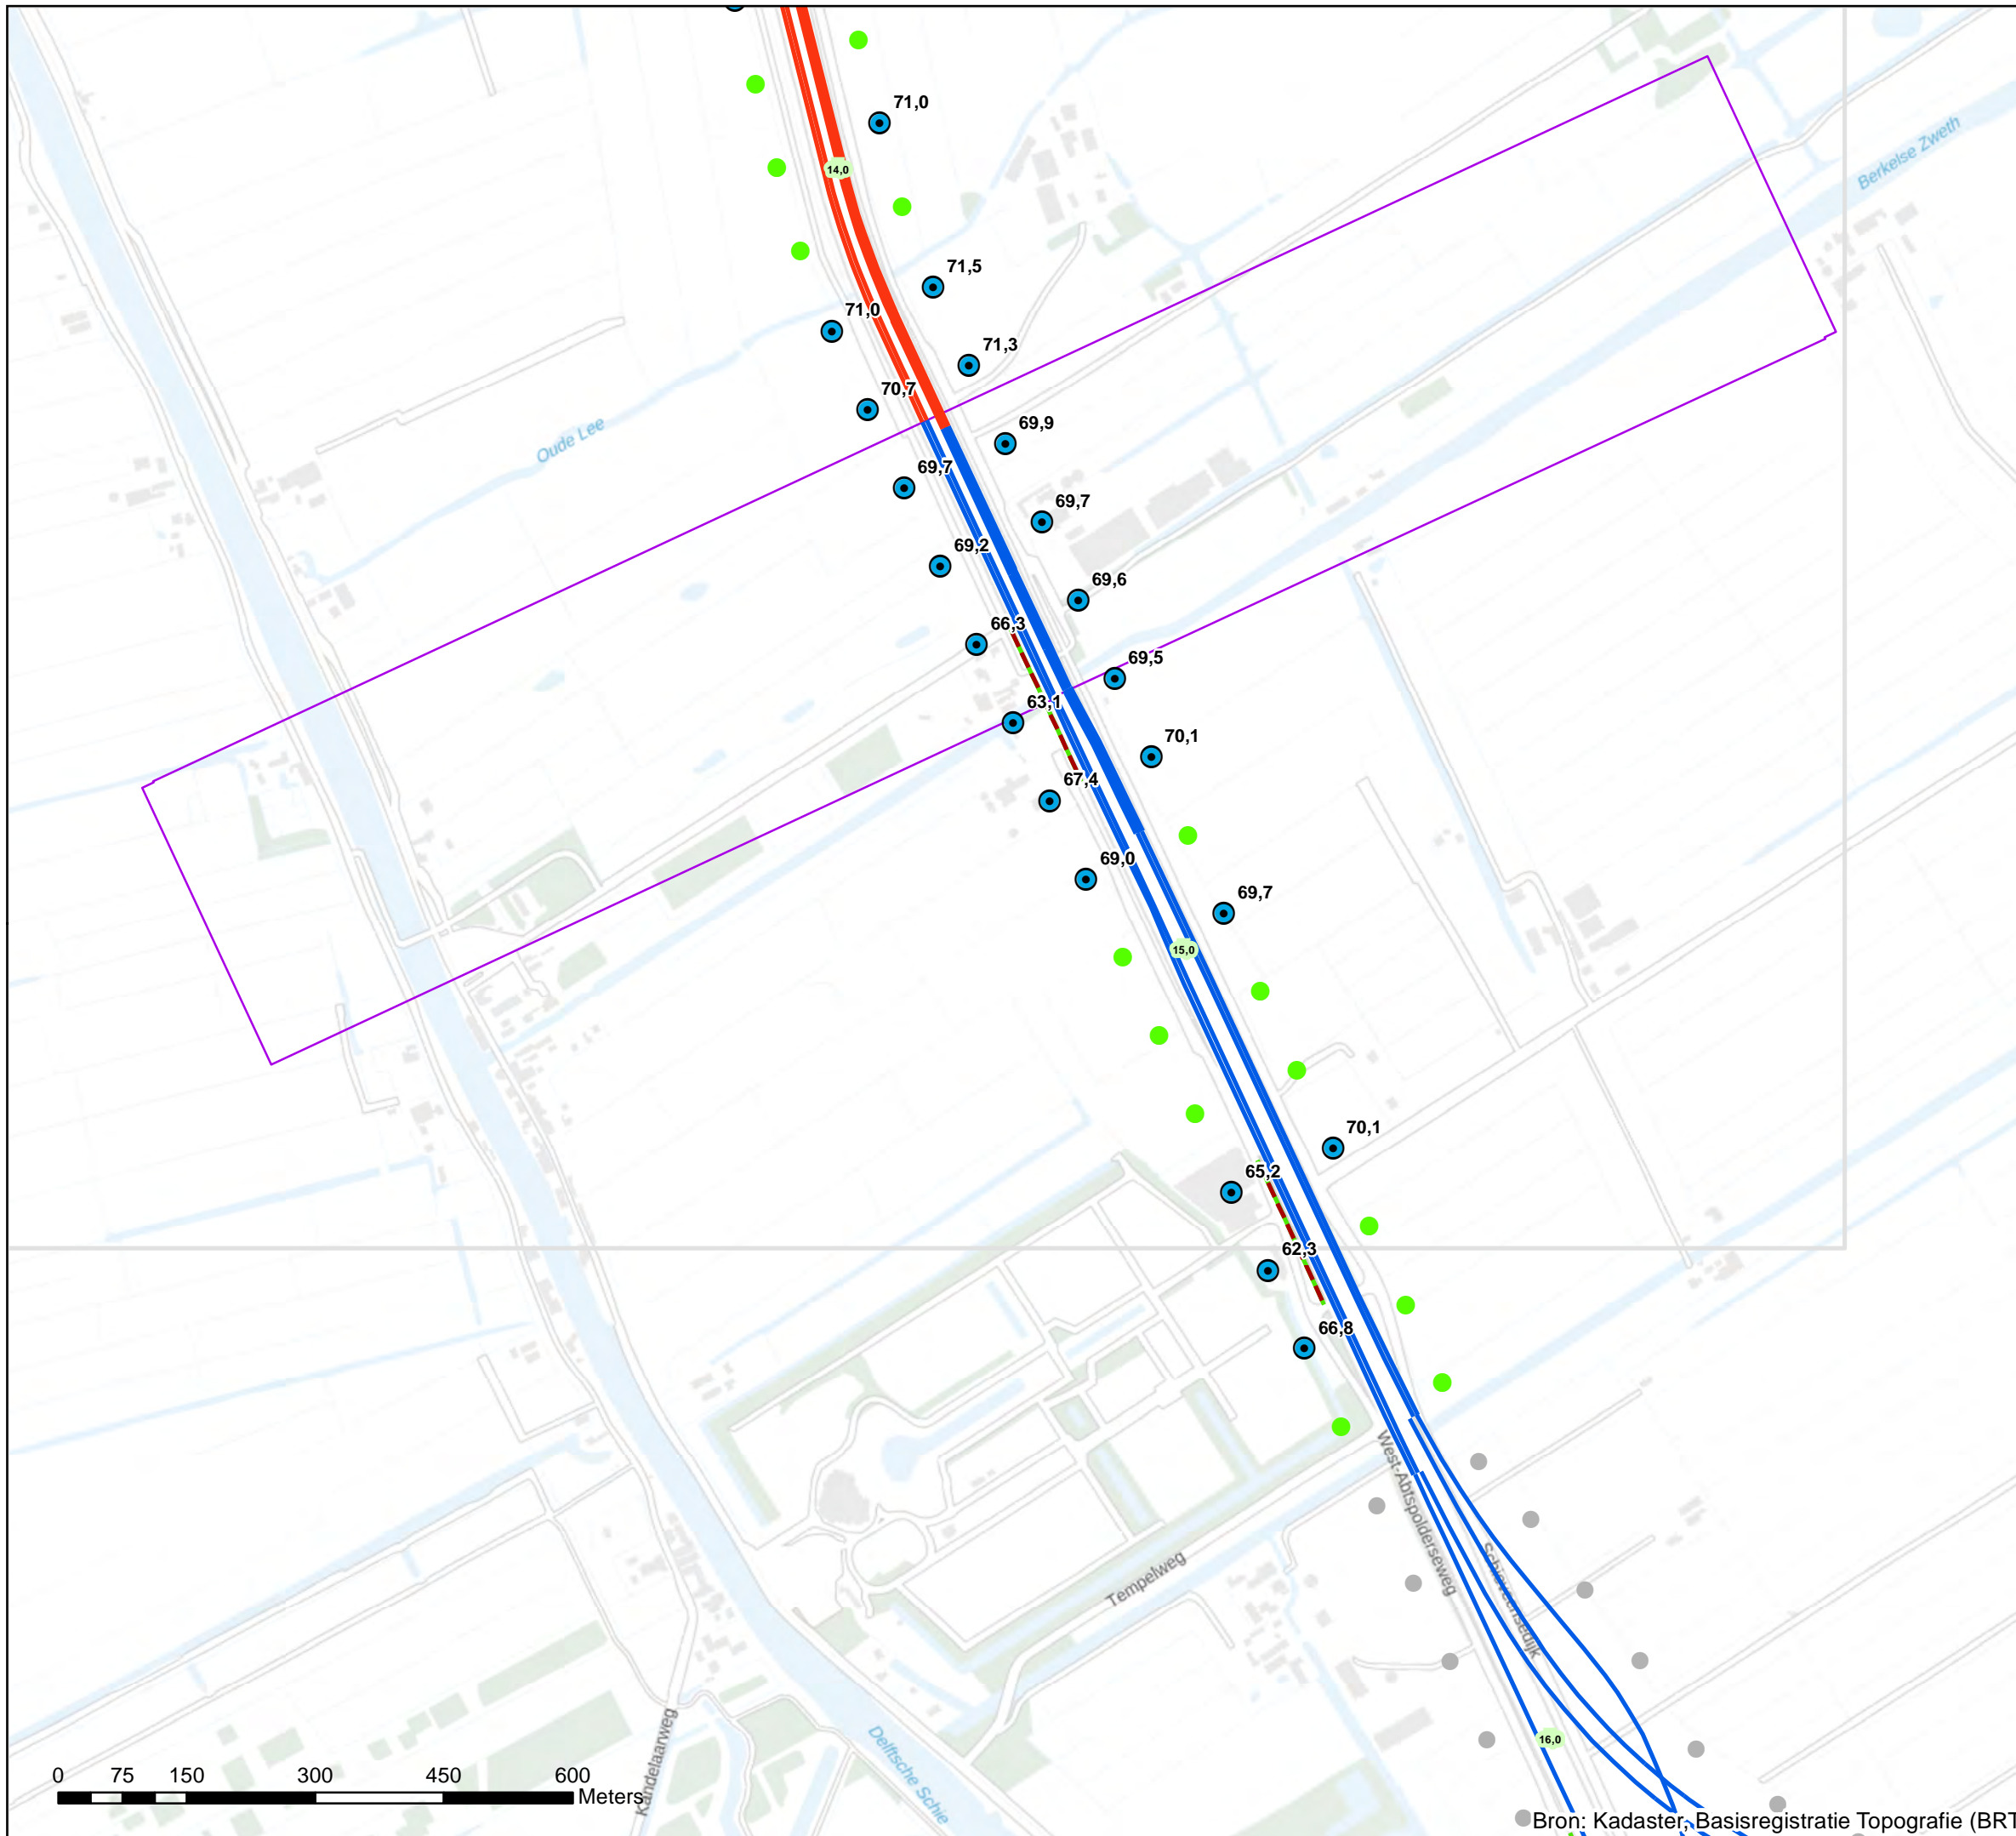 71,0
14,0
Berkelse Zweth
71,5
71,0
71,3
70,7
69,9
Oude Lee
69,7
69,7
69,2
69,6
66,3
69,5
63,1
70,1
67,4
69,0
69,7
15,0
70,1
65,2
62,3
66,8
West-Abtspolderseweg
Schieveensedijk
Tempelweg
Kandelaarweg
Delftsche Schie
16,0
0 75 150 300 450 600
Meters
Bron: Kadaster, Basisregistratie Topografie (BRT